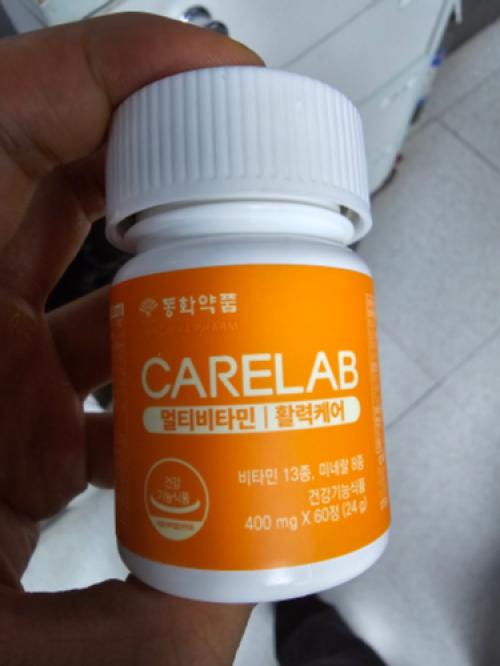 동화약품
CARELAB
멀티비타민 | 활력케어
건강
기능식품
비타민 13종, 미네랄 8종
건강기능식품
400 mg X 60정 (24 g)